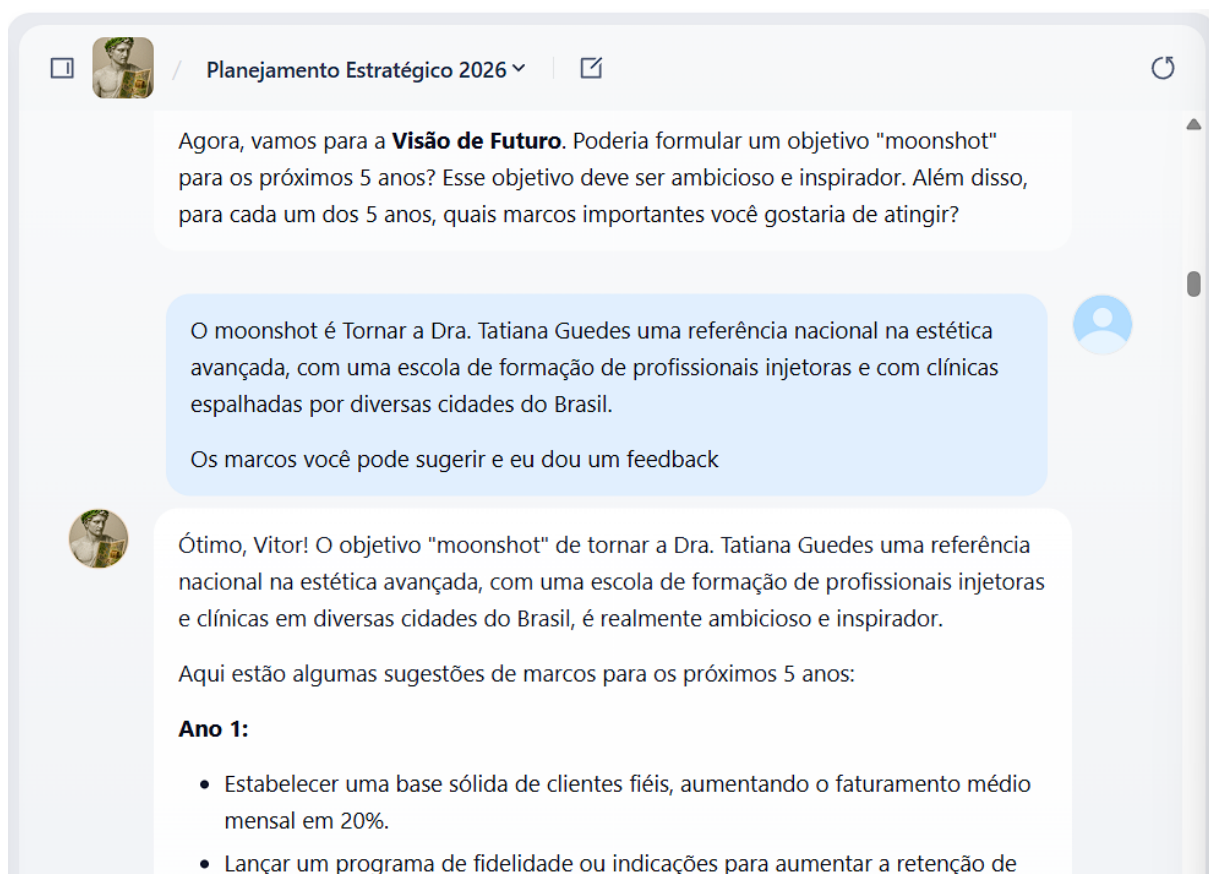 / Planejamento Estratégico 2026
Agora, vamos para a Visão de Futuro. Poderia formular um objetivo "moonshot"
para os próximos 5 anos? Esse objetivo deve ser ambicioso e inspirador. Além disso,
para cada um dos 5 anos, quais marcos importantes você gostaria de atingir?
O moonshot é Tornar a Dra. Tatiana Guedes uma referência nacional na estética
avançada, com uma escola de formação de profissionais injetoras e com clínicas
espalhadas por diversas cidades do Brasil.
Os marcos você pode sugerir e eu dou um feedback
Ótimo, Vitor! O objetivo "moonshot" de tornar a Dra. Tatiana Guedes uma referência
nacional na estética avançada, com uma escola de formação de profissionais injetoras
e clínicas em diversas cidades do Brasil, é realmente ambicioso e inspirador.
Aqui estão algumas sugestões de marcos para os próximos 5 anos:
Ano 1:
• Estabelecer uma base sólida de clientes fiéis, aumentando o faturamento médio
mensal em 20%.
• Lançar um programa de fidelidade ou indicações para aumentar a retenção de